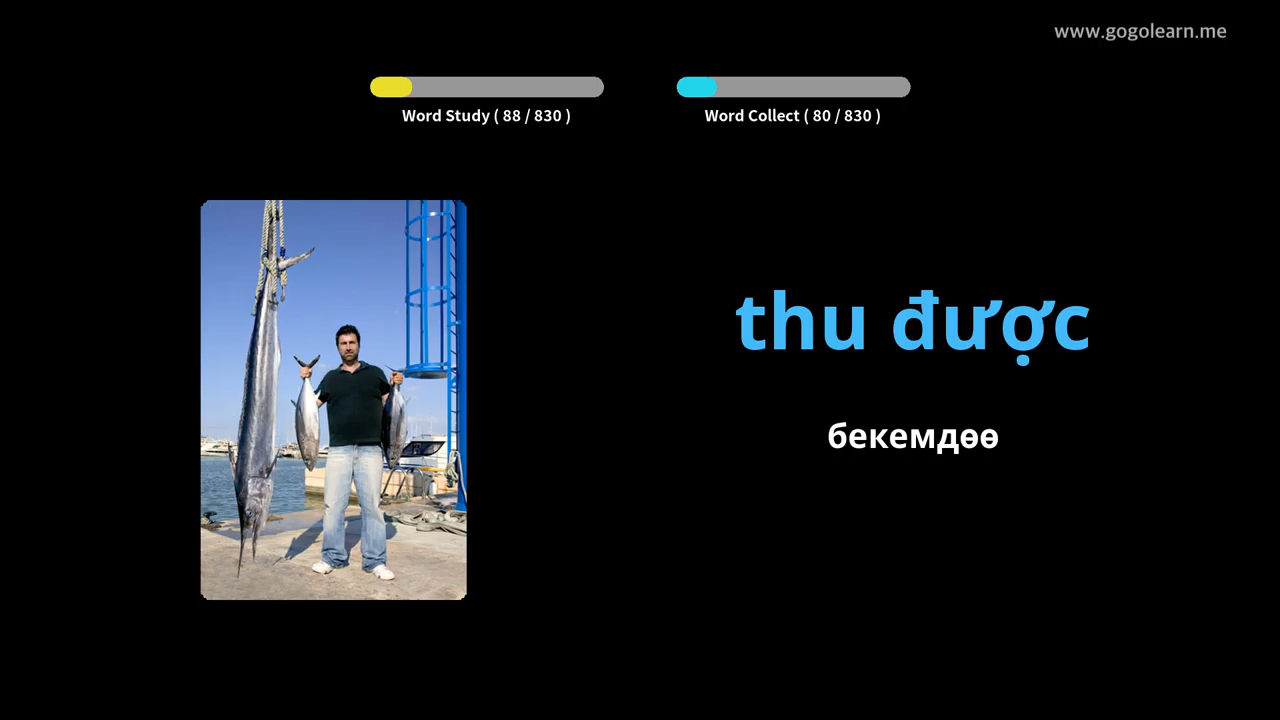 www.gogolearn.me
Word Study ( 88 / 830 )
Word Collect ( 80 / 830 )
thu được
бекемдөө